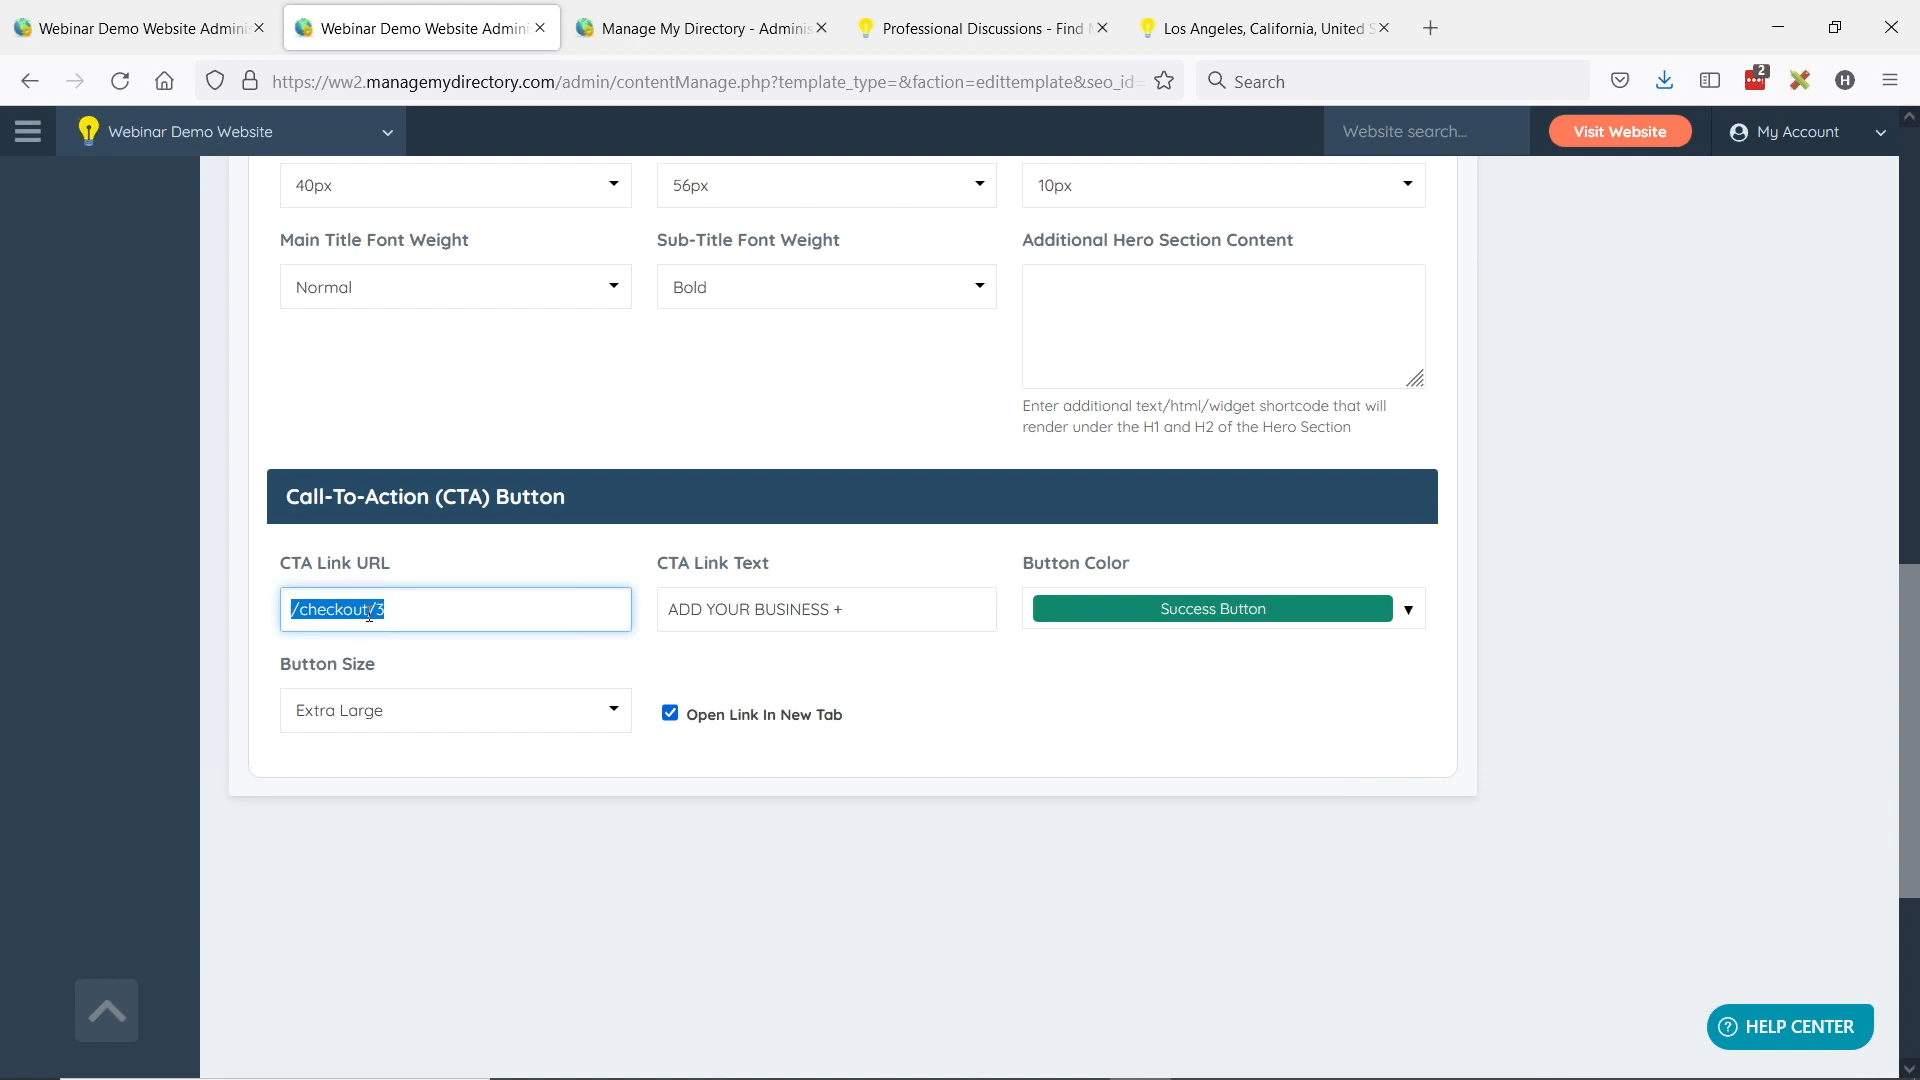 Webinar Demo Website Admini
Webinar Demo Website Admini
Manage My Directory - Adminis
Professional Discussions - Find
Los Angeles, California, United S
https://ww2.managemydirectory.com/admin/contentManage.php?template_type=&faction=edittemplate&seo_id=
Search
2
H
Webinar Demo Website
Website search...
Visit Website
My Account
40px
56px
10px
Main Title Font Weight
Sub-Title Font Weight
Additional Hero Section Content
Normal
Bold
Enter additional text/html/widget shortcode that will
render under the H1 and H2 of the Hero Section
Call-To-Action (CTA) Button
CTA Link URL
CTA Link Text
Button Color
/checkout/3
ADD YOUR BUSINESS +
Success Button
Button Size
Extra Large
Open Link In New Tab
? HELP CENTER